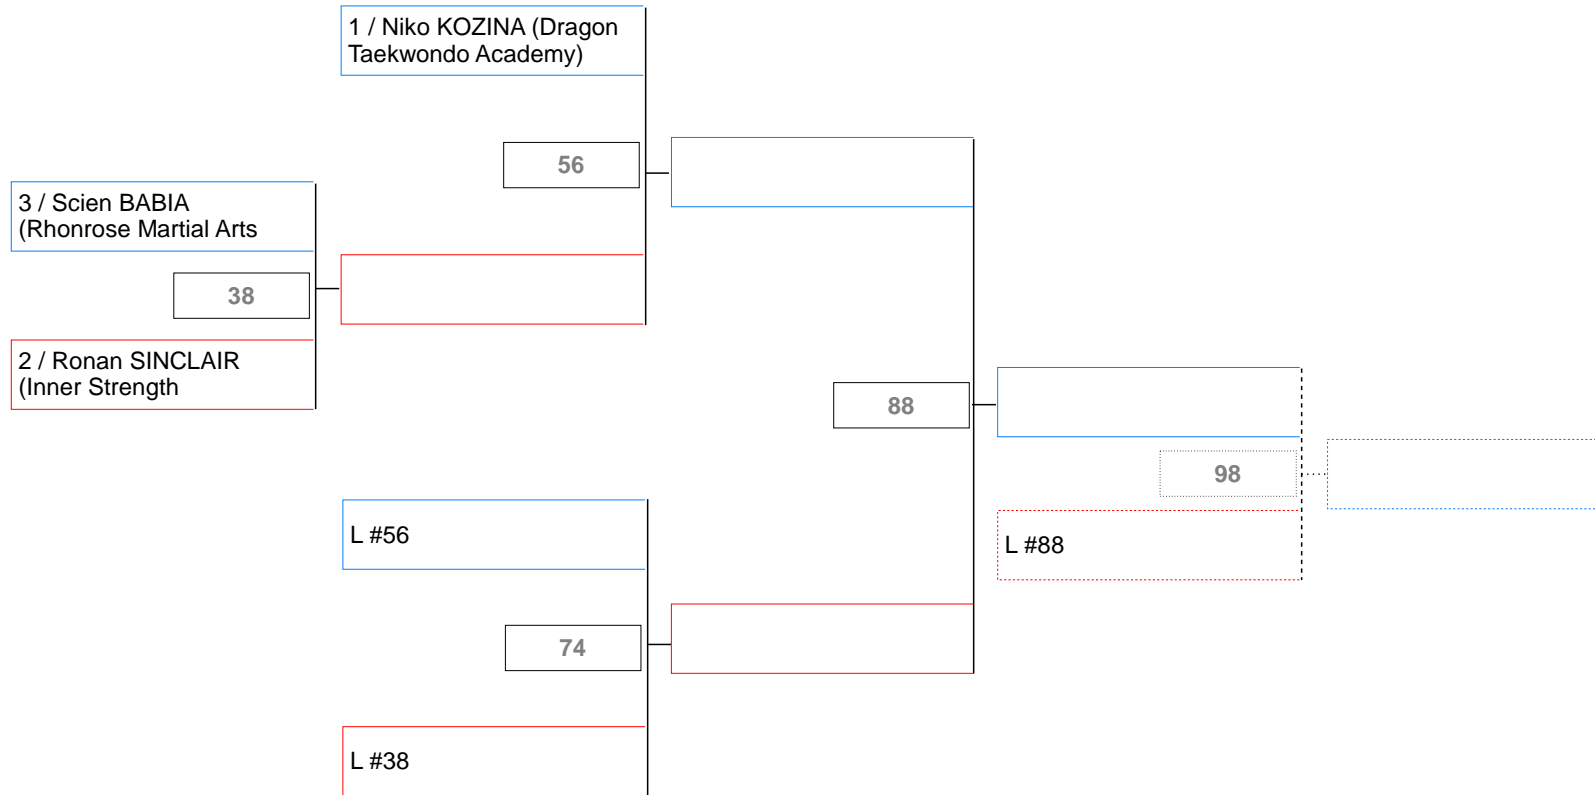 1 / Niko KOZINA (Dragon
Taekwondo Academy)
56
3 / Scien BABIA
(Rhonrose Martial Arts
38
2 / Ronan SINCLAIR
(Inner Strength
88
98
L #56
L #88
74
L #38